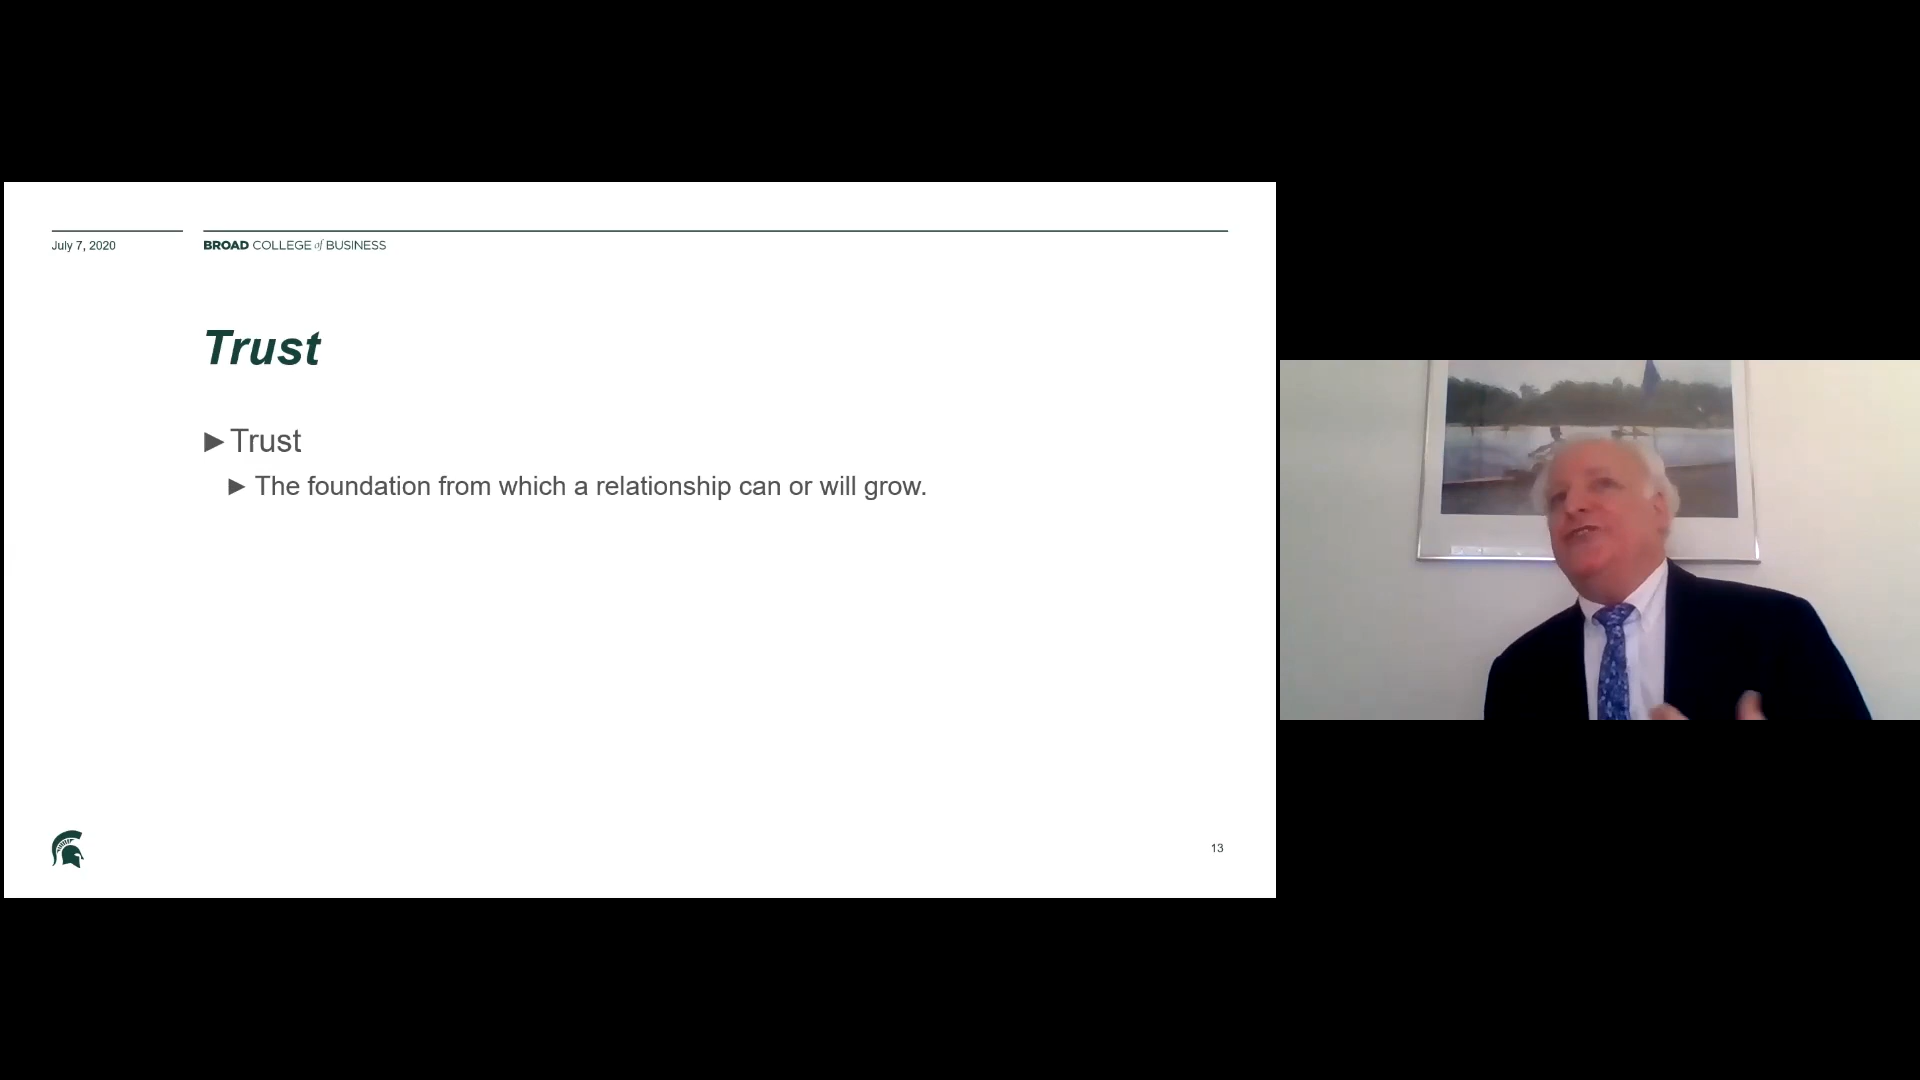 July 7, 2020
BROAD COLLEGE of BUSINESS
Trust
►Trust
► The foundation from which a relationship can or will grow.
13